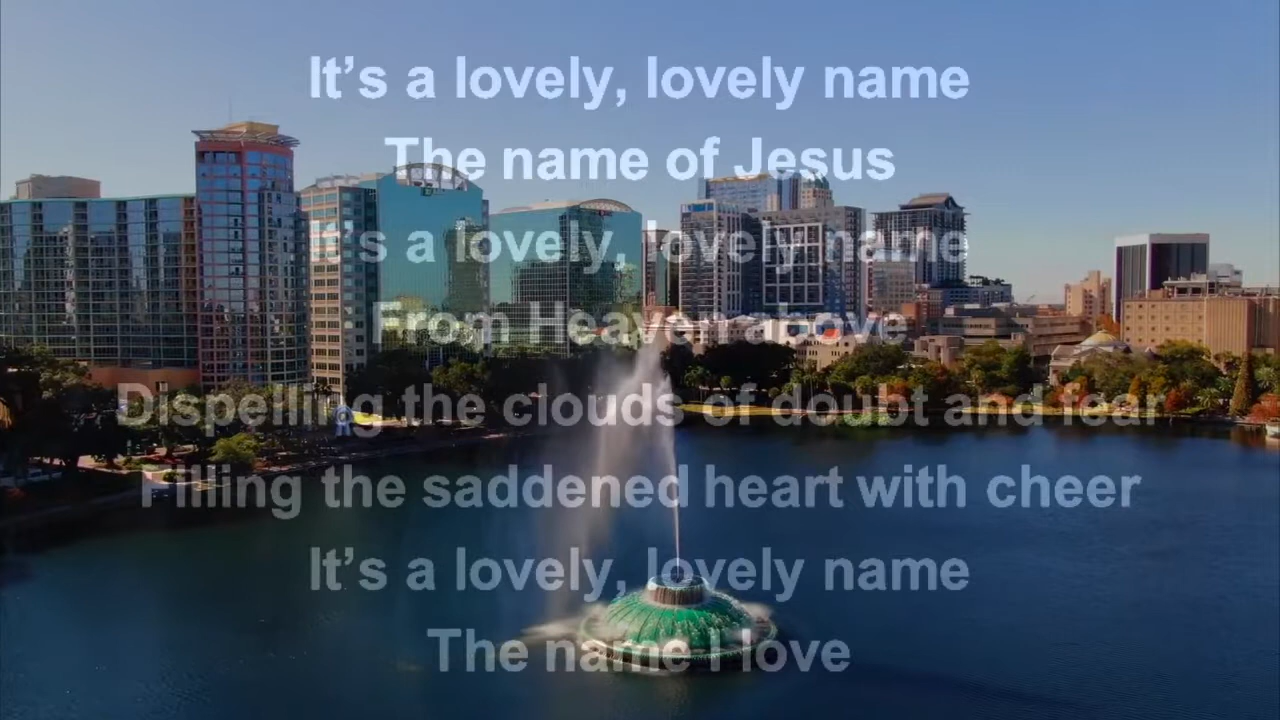 It’s a lovely, lovely name
The name of Jesus
It’s a lovely, lovely name
From Heaven above
Dispelling the clouds of doubt and fear
Filling the saddened heart with cheer
It’s a lovely, lovely name
The name I love